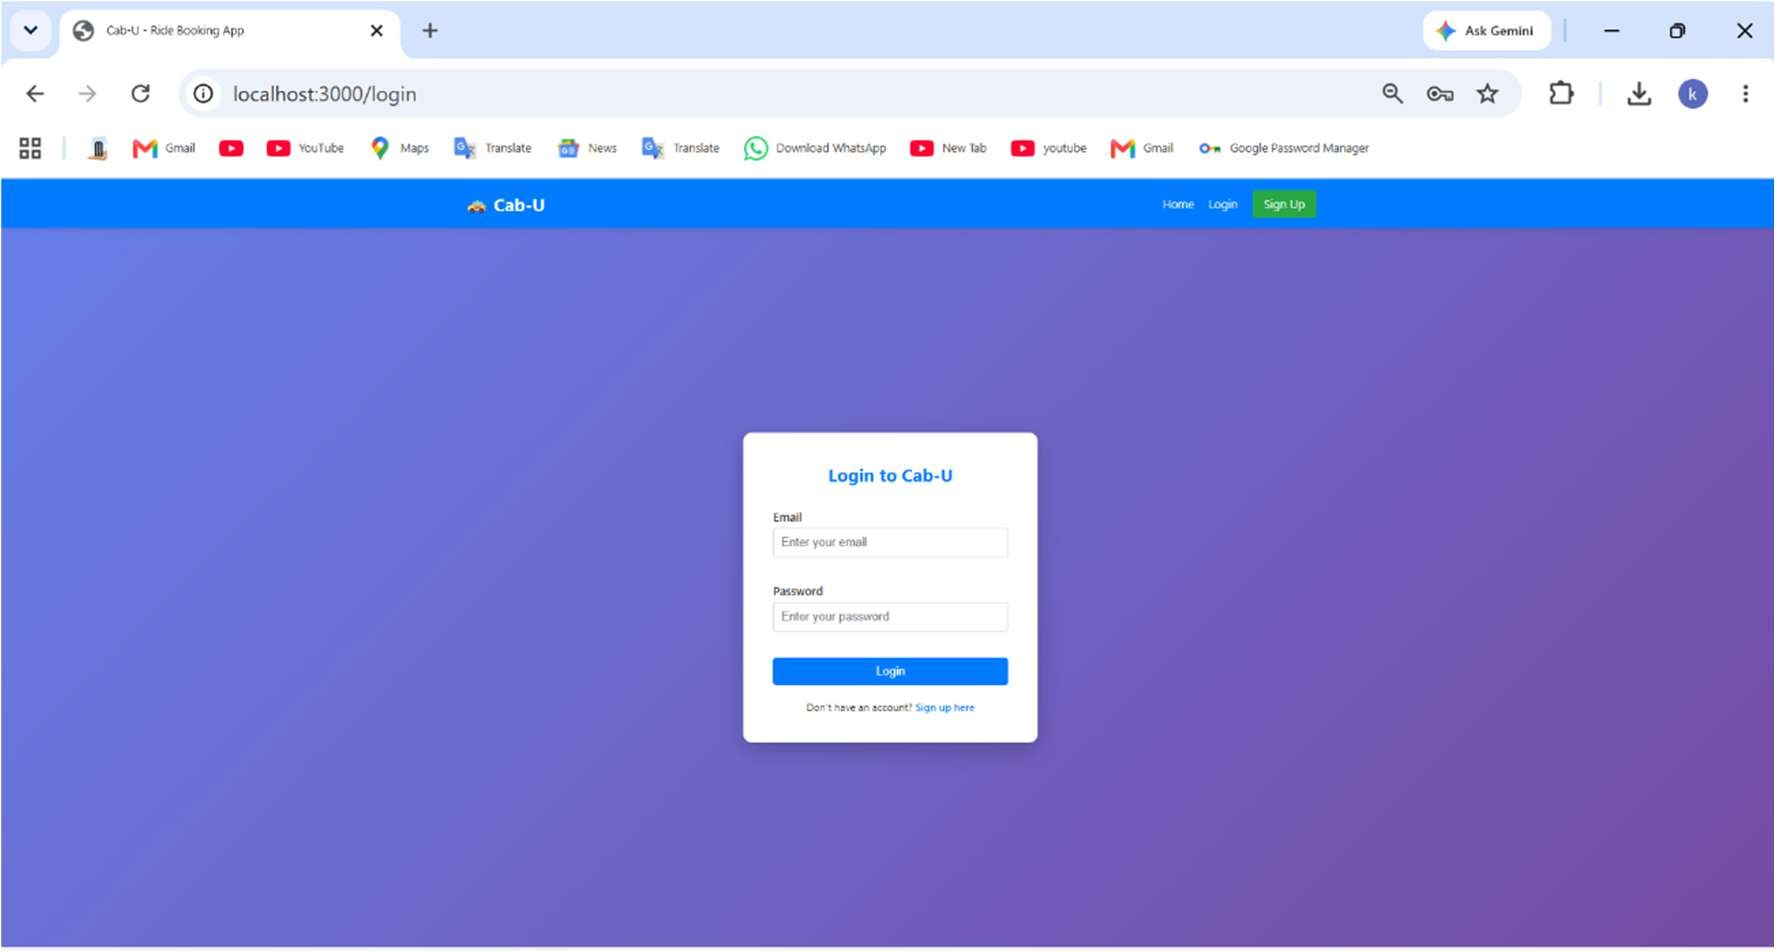 Cab-U - Ride Booking App
Ask Gemini
localhost:3000/login
k
Gmail YouTube Maps Translate News Translate Download WhatsApp New Tab youtube Gmail Google Password Manager
Cab-U Home Login Sign Up
Login to Cab-U
Email
Enter your email
Password
Enter your password
Login
Don't have an account? Sign up here